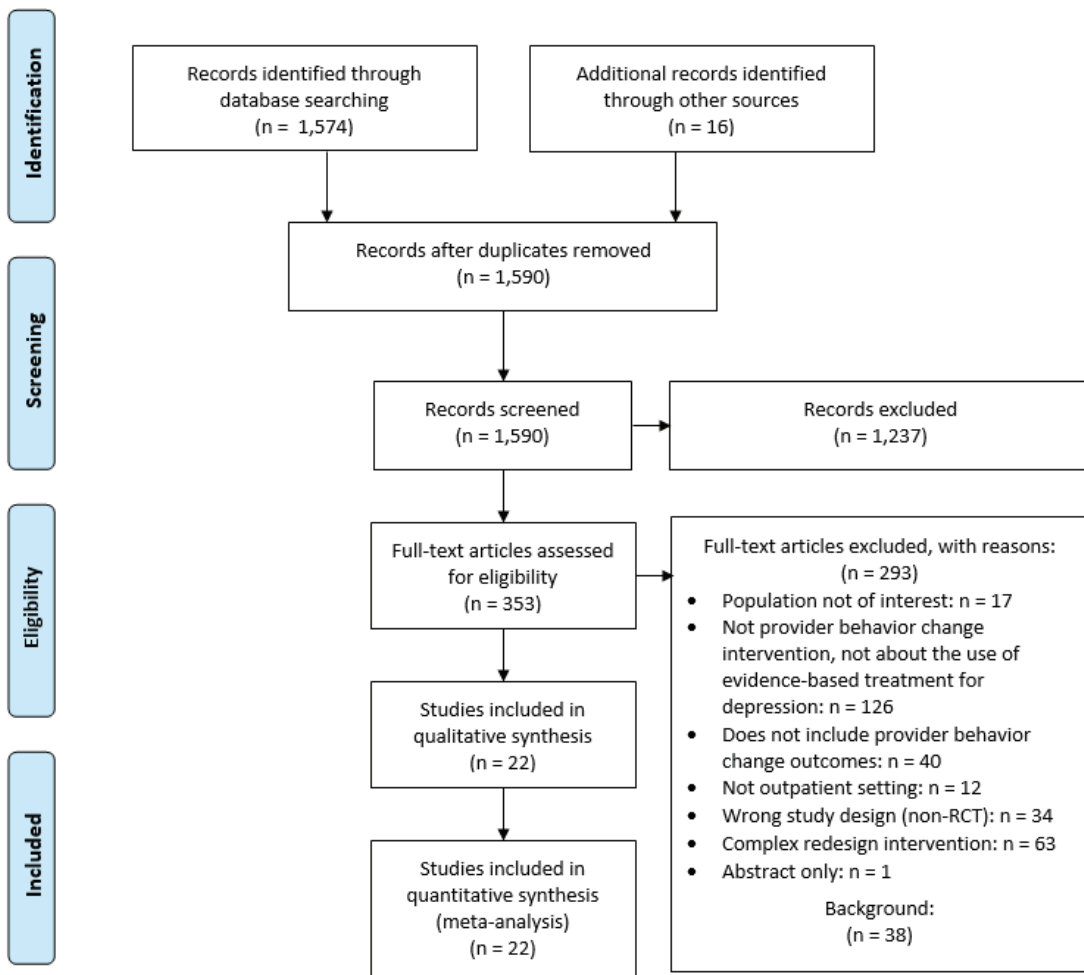 Identification
Records identified through
database searching
(n = 1,574)
Additional records identified
through other sources
(n = 16)
Records after duplicates removed
(n = 1,590)
Screening
Records screened
(n = 1,590)
Records excluded
(n = 1,237)
Eligibility
Full-text articles assessed
for eligibility
(n = 353)
Full-text articles excluded, with reasons:
(n = 293)
• Population not of interest: n = 17
• Not provider behavior change
intervention, not about the use of
evidence-based treatment for
depression: n = 126
• Does not include provider behavior
change outcomes: n = 40
• Not outpatient setting: n = 12
• Wrong study design (non-RCT): n = 34
• Complex redesign intervention: n = 63
• Abstract only: n = 1
Background:
(n = 38)
Studies included in
qualitative synthesis
(n = 22)
Included
Studies included in
quantitative synthesis
(meta-analysis)
(n = 22)